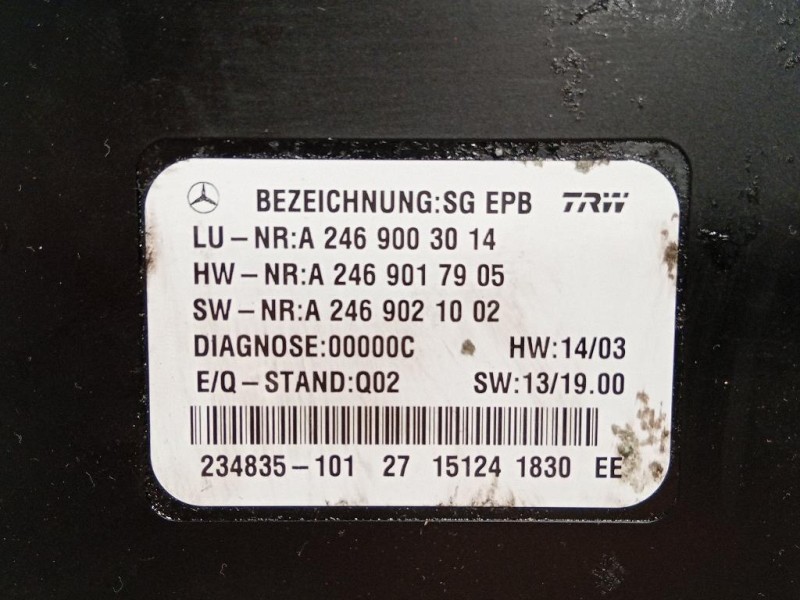 BEZEICHNUNG:SG EPB TRW
LU-NR:A 246 900 30 14
HW-NR:A 246 901 79 05
SW-NR:A 246 902 10 02
DIAGNOSE:00000C HW:14/03
E/Q-STAND:Q02 SW:13/19.00
234835-101 27 15124 1830 EE